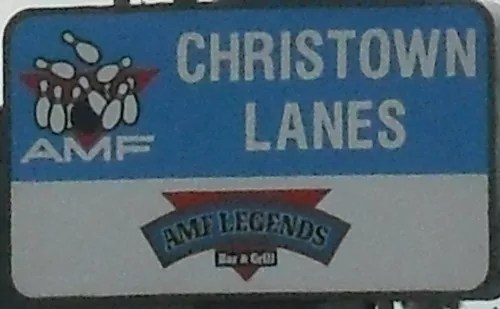 CHRISTOWN
LANES
AMF
AMF LEGENDS
Bar & Grill